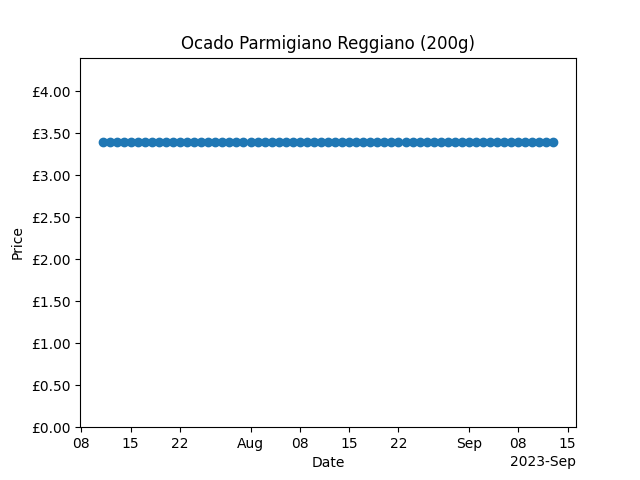 Ocado Parmigiano Reggiano (200g)
£4.00
£3.50
£3.00
£2.50
£2.00
£1.50
£1.00
£0.50
£0.00
Price
08 15 22 Aug 08 15 22 Sep 08 15
Date
2023-Sep